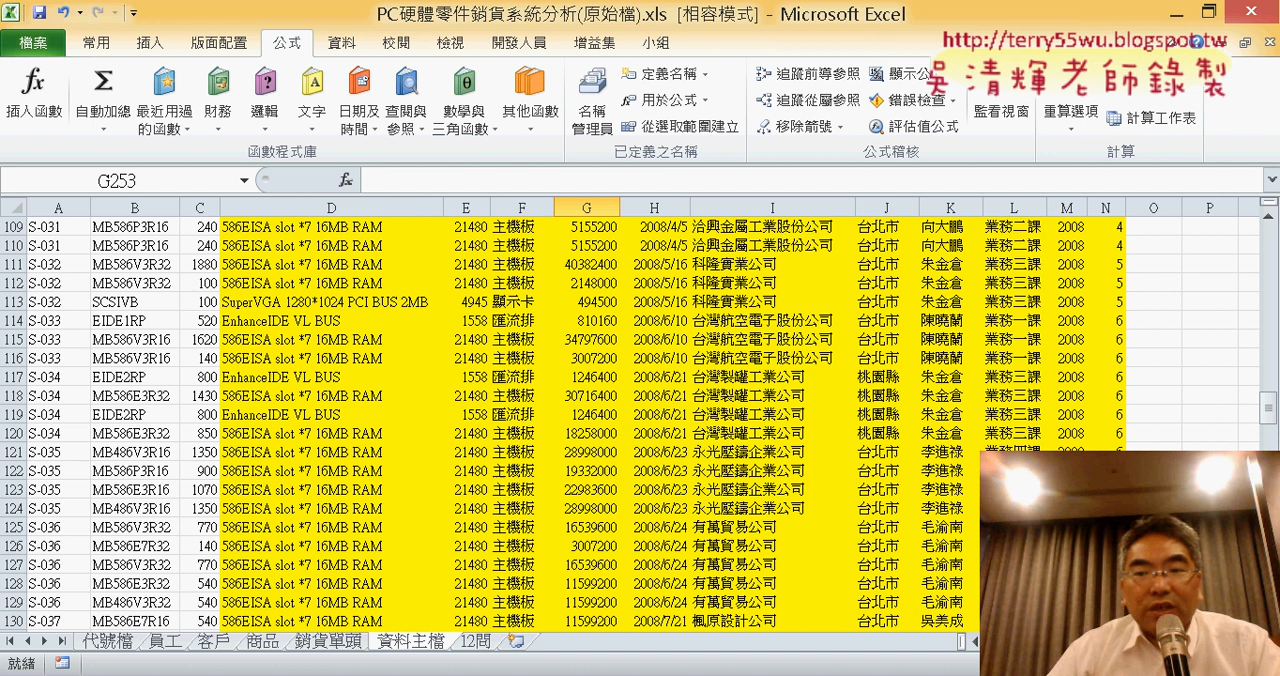 PC硬體零件銷貨系統分析(原始檔).xls [相容模式] - Microsoft Excel
檔案 常用 插入 版面配置 公式 資料 校閱 檢視 開發人員 增益集 小組
http://terry55wu.blogspot.tw
吳清輝老師錄製
插入函數 自動加總 最近用過的函數 財務 邏輯 文字 日期及時間 查閱與參照 數學與三角函數 其他函數
名稱管理員 定義名稱 用於公式 從選取範圍建立
追蹤前導參照 追蹤從屬參照 移除箭號 顯示公 錯誤檢查 評估值公式 監看視窗
重算選項 計算工作表
函數程式庫 已定義之名稱 公式稽核 計算
G253 fx
A B C D E F G H I J K L M N O P
109 S-031 MB586P3R16 240 586EISA slot *7 16MB RAM 21480 主機板 5155200 2008/4/5 洽興金屬工業股份公司 台北市 向大鵬 業務二課 2008 4
110 S-031 MB586P3R16 240 586EISA slot *7 16MB RAM 21480 主機板 5155200 2008/4/5 洽興金屬工業股份公司 台北市 向大鵬 業務二課 2008 4
111 S-032 MB586V3R32 1880 586EISA slot *7 16MB RAM 21480 主機板 40382400 2008/5/16 科隆實業公司 台北市 朱金倉 業務三課 2008 5
112 S-032 MB586V3R32 100 586EISA slot *7 16MB RAM 21480 主機板 2148000 2008/5/16 科隆實業公司 台北市 朱金倉 業務三課 2008 5
113 S-032 SCSIVB 100 SuperVGA 1280*1024 PCI BUS 2MB 4945 顯示卡 494500 2008/5/16 科隆實業公司 台北市 朱金倉 業務三課 2008 5
114 S-033 EIDE1RP 520 EnhanceIDE VL BUS 1558 匯流排 810160 2008/6/10 台灣航空電子股份公司 台北市 陳曉蘭 業務一課 2008 6
115 S-033 MB586V3R16 1620 586EISA slot *7 16MB RAM 21480 主機板 34797600 2008/6/10 台灣航空電子股份公司 台北市 陳曉蘭 業務一課 2008 6
116 S-033 MB586V3R16 140 586EISA slot *7 16MB RAM 21480 主機板 3007200 2008/6/10 台灣航空電子股份公司 台北市 陳曉蘭 業務一課 2008 6
117 S-034 EIDE2RP 800 EnhanceIDE VL BUS 1558 匯流排 1246400 2008/6/21 台灣製罐工業公司 桃園縣 朱金倉 業務三課 2008 6
118 S-034 MB586E3R32 1430 586EISA slot *7 16MB RAM 21480 主機板 30716400 2008/6/21 台灣製罐工業公司 桃園縣 朱金倉 業務三課 2008 6
119 S-034 EIDE2RP 800 EnhanceIDE VL BUS 1558 匯流排 1246400 2008/6/21 台灣製罐工業公司 桃園縣 朱金倉 業務三課 2008 6
120 S-034 MB586E3R32 850 586EISA slot *7 16MB RAM 21480 主機板 18258000 2008/6/21 台灣製罐工業公司 桃園縣 朱金倉 業務三課 2008 6
121 S-035 MB486V3R16 1350 586EISA slot *7 16MB RAM 21480 主機板 28998000 2008/6/23 永光壓鑄企業公司 台北市 李進祿
122 S-035 MB586P3R16 900 586EISA slot *7 16MB RAM 21480 主機板 19332000 2008/6/23 永光壓鑄企業公司 台北市 李進祿
123 S-035 MB586E3R16 1070 586EISA slot *7 16MB RAM 21480 主機板 22983600 2008/6/23 永光壓鑄企業公司 台北市 李進祿
124 S-035 MB486V3R16 1350 586EISA slot *7 16MB RAM 21480 主機板 28998000 2008/6/23 永光壓鑄企業公司 台北市 李進祿
125 S-036 MB586V3R32 770 586EISA slot *7 16MB RAM 21480 主機板 16539600 2008/6/24 有萬貿易公司 台北市 毛渝南
126 S-036 MB586E7R32 140 586EISA slot *7 16MB RAM 21480 主機板 3007200 2008/6/24 有萬貿易公司 台北市 毛渝南
127 S-036 MB586V3R32 770 586EISA slot *7 16MB RAM 21480 主機板 16539600 2008/6/24 有萬貿易公司 台北市 毛渝南
128 S-036 MB586E3R32 540 586EISA slot *7 16MB RAM 21480 主機板 11599200 2008/6/24 有萬貿易公司 台北市 毛渝南
129 S-036 MB486V3R32 540 586EISA slot *7 16MB RAM 21480 主機板 11599200 2008/6/24 有萬貿易公司 台北市 毛渝南
130 S-037 MB586E7R16 540 586EISA slot *7 16MB RAM 21480 主機板 11599200 2008/7/21 楓原設計公司 台北市 吳美成
代號檔 員工 客戶 商品 銷貨單頭 資料主檔 12問
就緒